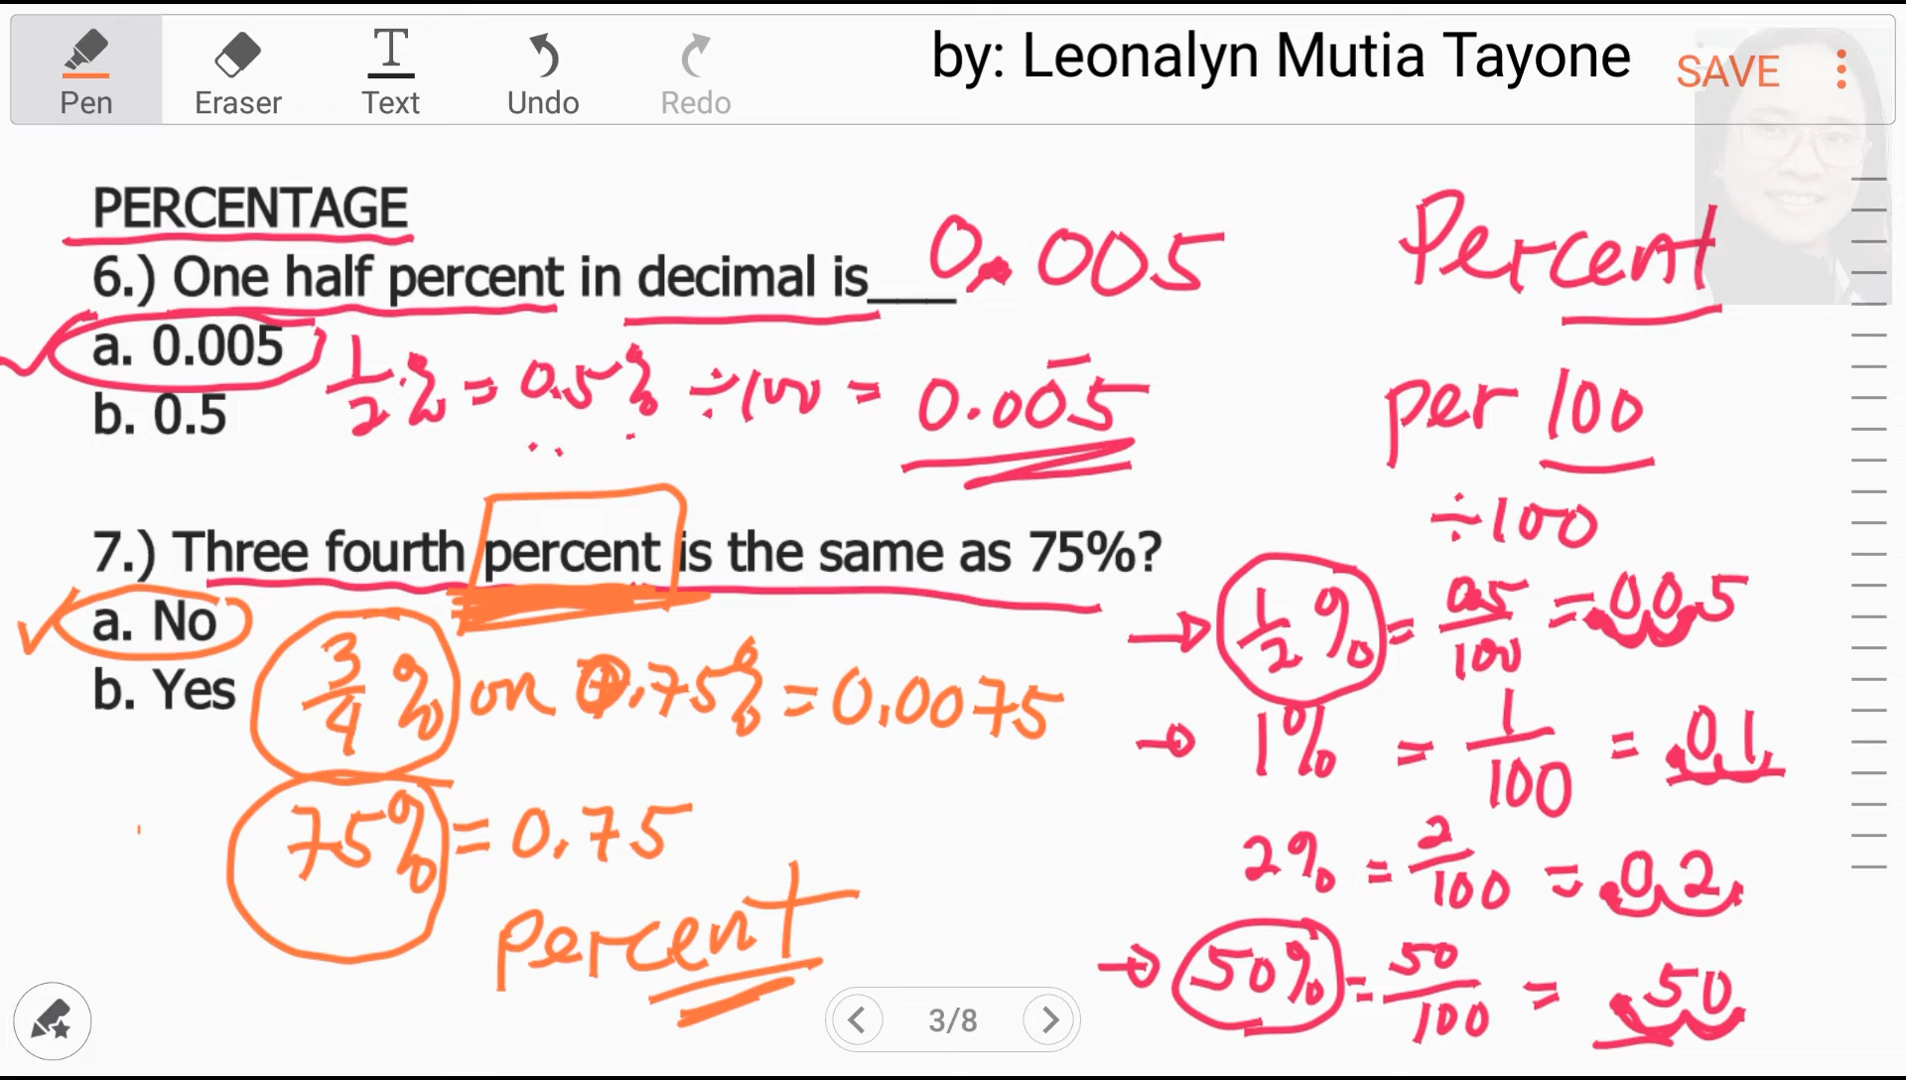 Pen Eraser Text Undo Redo by: Leonalyn Mutia Tayone SAVE
PERCENTAGE
6.) One half percent in decimal is___ 0.005
a. 0.005
b. 0.5
1/2 % = 0.5% ÷100 = 0.005
7.) Three fourth percent is the same as 75%?
a. No
b. Yes
3/4 % or 0.75% = 0.0075
75% = 0.75
percent
Percent
per 100
÷100
→ 1/2 % = 0.5/100 = .005
→ 1% = 1/100 = .01
2% = 2/100 = .02
→ 50% = 50/100 = .50
3/8